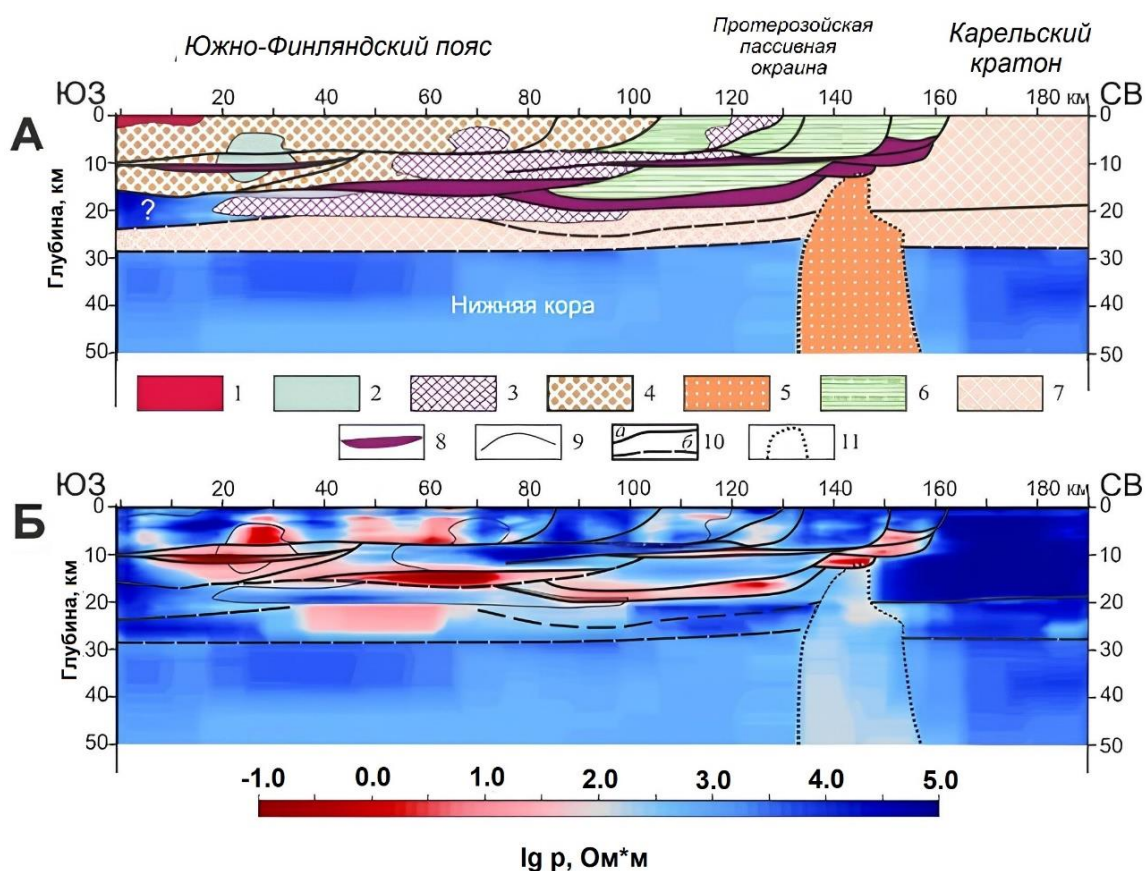 Южно-Финляндский пояс
Протерозойская
пассивная
окраина
Карельский
кратон
ЮЗ 20 40 60 80 100 120 140 160 180 км СВ
А
Глубина, км
0 0
10 10
? 20 20
30 30
Нижняя кора
40 40
50 50
1 2 3 4 5 6 7
8 9 а б 10 11
ЮЗ 20 40 60 80 100 120 140 160 180 км СВ
Б
Глубина, км
0 0
10 10
20 20
30 30
40 40
50 50
-1.0 0.0 1.0 2.0 3.0 4.0 5.0
lg p, Ом*м